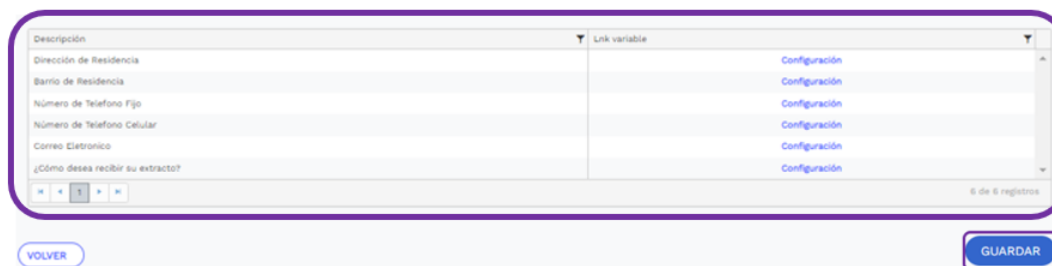 Descripción Lnk variable
Dirección de Residencia Configuración
Barrio de Residencia Configuración
Número de Telefono Fijo Configuración
Número de Telefono Celular Configuración
Correo Eletronico Configuración
¿Cómo desea recibir su extracto? Configuración
1 6 de 6 registros
VOLVER GUARDAR